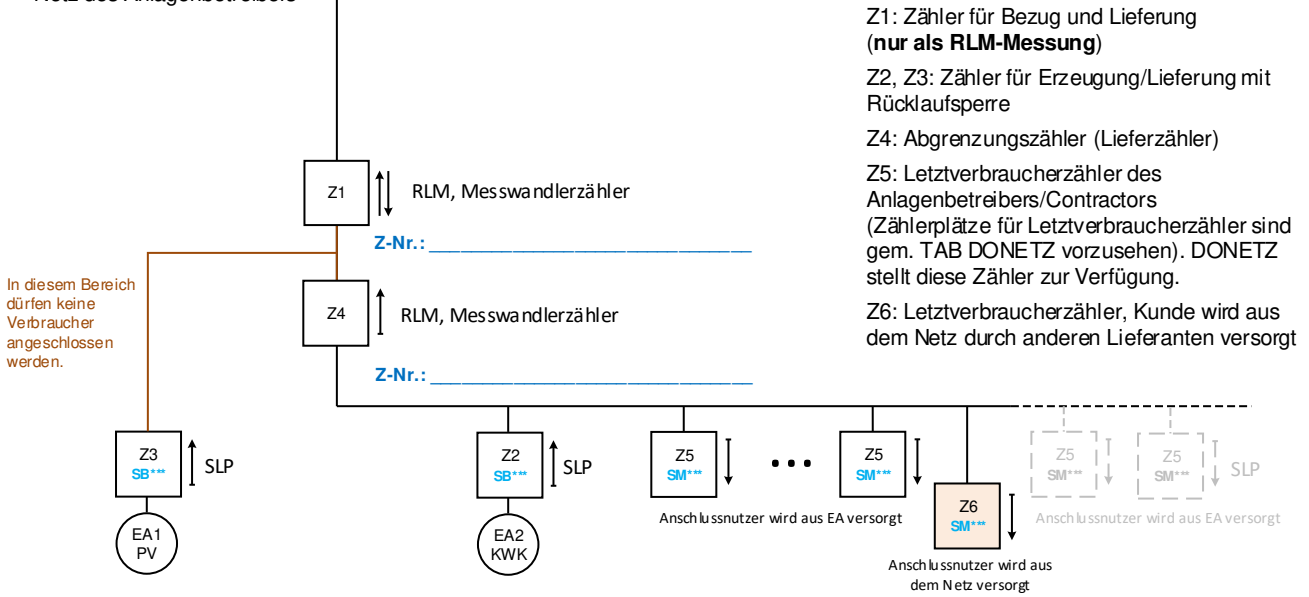 Netz des Anlagenbetreibers
Z1: Zähler für Bezug und Lieferung
(nur als RLM-Messung)
Z2, Z3: Zähler für Erzeugung/Lieferung mit
Rücklaufsperre
Z4: Abgrenzungszähler (Lieferzähler)
Z5: Letztverbraucherzähler des
Anlagenbetreibers/Contractors
(Zählerplätze für Letztverbraucherzähler sind
gem. TAB DONETZ vorzusehen). DONETZ
stellt diese Zähler zur Verfügung.
Z6: Letztverbraucherzähler, Kunde wird aus
dem Netz durch anderen Lieferanten versorgt
Z1
RLM, Messwandlerzähler
Z-Nr.: ________________________________
In diesem Bereich
dürfen keine
Verbraucher
angeschlossen
werden.
Z4
RLM, Messwandlerzähler
Z-Nr.: ________________________________
Z3
SB***
SLP
EA1
PV
Z2
SB***
SLP
EA2
KWK
Z5
SM***
Z5
SM***
Anschlussnutzer wird aus EA versorgt
Z6
SM***
Anschlussnutzer wird aus
dem Netz versorgt
Z5
SM***
Z5
SM***
SLP
Anschlussnutzer wird aus EA versorgt